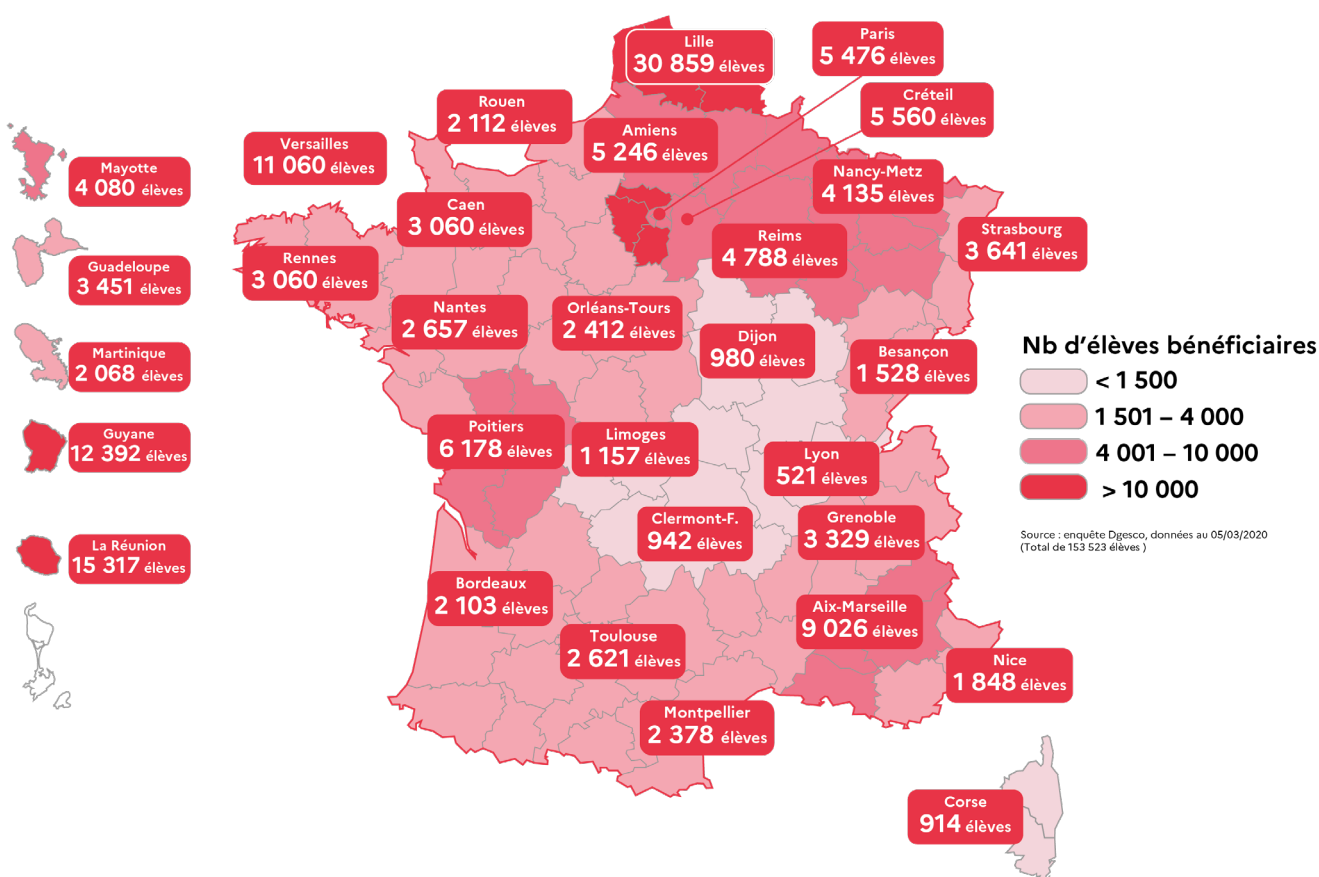 Lille
30 859 élèves
Paris
5 476 élèves
Créteil
5 560 élèves
Rouen
2 112 élèves
Amiens
5 246 élèves
Versailles
11 060 élèves
Nancy-Metz
4 135 élèves
Mayotte
4 080 élèves
Caen
3 060 élèves
Strasbourg
3 641 élèves
Reims
4 788 élèves
Rennes
3 060 élèves
Guadeloupe
3 451 élèves
Nantes
2 657 élèves
Orléans-Tours
2 412 élèves
Dijon
980 élèves
Besançon
1 528 élèves
Martinique
2 068 élèves
Nb d'élèves bénéficiaires
< 1 500
1 501 – 4 000
4 001 – 10 000
> 10 000
Guyane
12 392 élèves
Poitiers
6 178 élèves
Limoges
1 157 élèves
Lyon
521 élèves
Clermont-F.
942 élèves
Grenoble
3 329 élèves
Source : enquête Dgesco, données au 05/03/2020
(Total de 153 523 élèves )
La Réunion
15 317 élèves
Bordeaux
2 103 élèves
Aix-Marseille
9 026 élèves
Toulouse
2 621 élèves
Nice
1 848 élèves
Montpellier
2 378 élèves
Corse
914 élèves